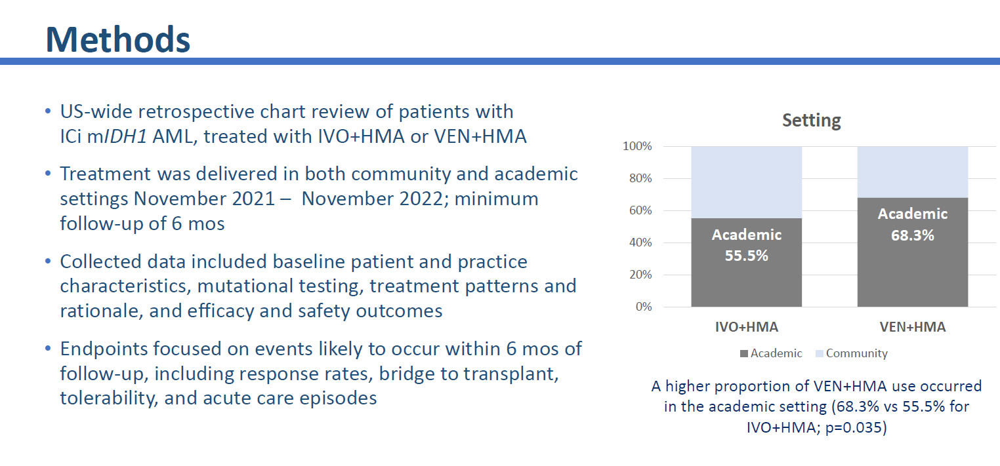 Methods
• US-wide retrospective chart review of patients with
ICi mIDH1 AML, treated with IVO+HMA or VEN+HMA
• Treatment was delivered in both community and academic
settings November 2021 – November 2022; minimum
follow-up of 6 mos
• Collected data included baseline patient and practice
characteristics, mutational testing, treatment patterns and
rationale, and efficacy and safety outcomes
• Endpoints focused on events likely to occur within 6 mos of
follow-up, including response rates, bridge to transplant,
tolerability, and acute care episodes
Setting
100%
80%
60%
40%
20%
0%
Academic
55.5%
Academic
68.3%
IVO+HMA
VEN+HMA
Academic
Community
A higher proportion of VEN+HMA use occurred
in the academic setting (68.3% vs 55.5% for
IVO+HMA; p=0.035)